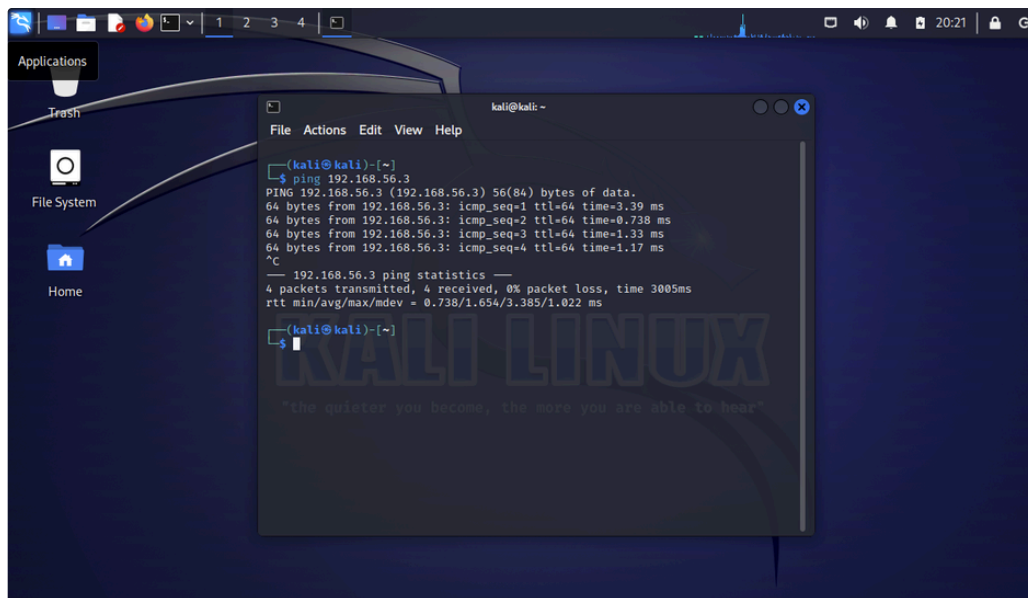 1 2 3 4
20:21
G
Applications
Trash
File System
Home
kali@kali: ~
File Actions Edit View Help
┌──(kali㉿kali)-[~]
└─$ ping 192.168.56.3
PING 192.168.56.3 (192.168.56.3) 56(84) bytes of data.
64 bytes from 192.168.56.3: icmp_seq=1 ttl=64 time=3.39 ms
64 bytes from 192.168.56.3: icmp_seq=2 ttl=64 time=0.738 ms
64 bytes from 192.168.56.3: icmp_seq=3 ttl=64 time=1.33 ms
64 bytes from 192.168.56.3: icmp_seq=4 ttl=64 time=1.17 ms
^C
— 192.168.56.3 ping statistics —
4 packets transmitted, 4 received, 0% packet loss, time 3005ms
rtt min/avg/max/mdev = 0.738/1.654/3.385/1.022 ms
┌──(kali㉿kali)-[~]
└─$
KALI LINUX
"the quieter you become, the more you are able to hear"